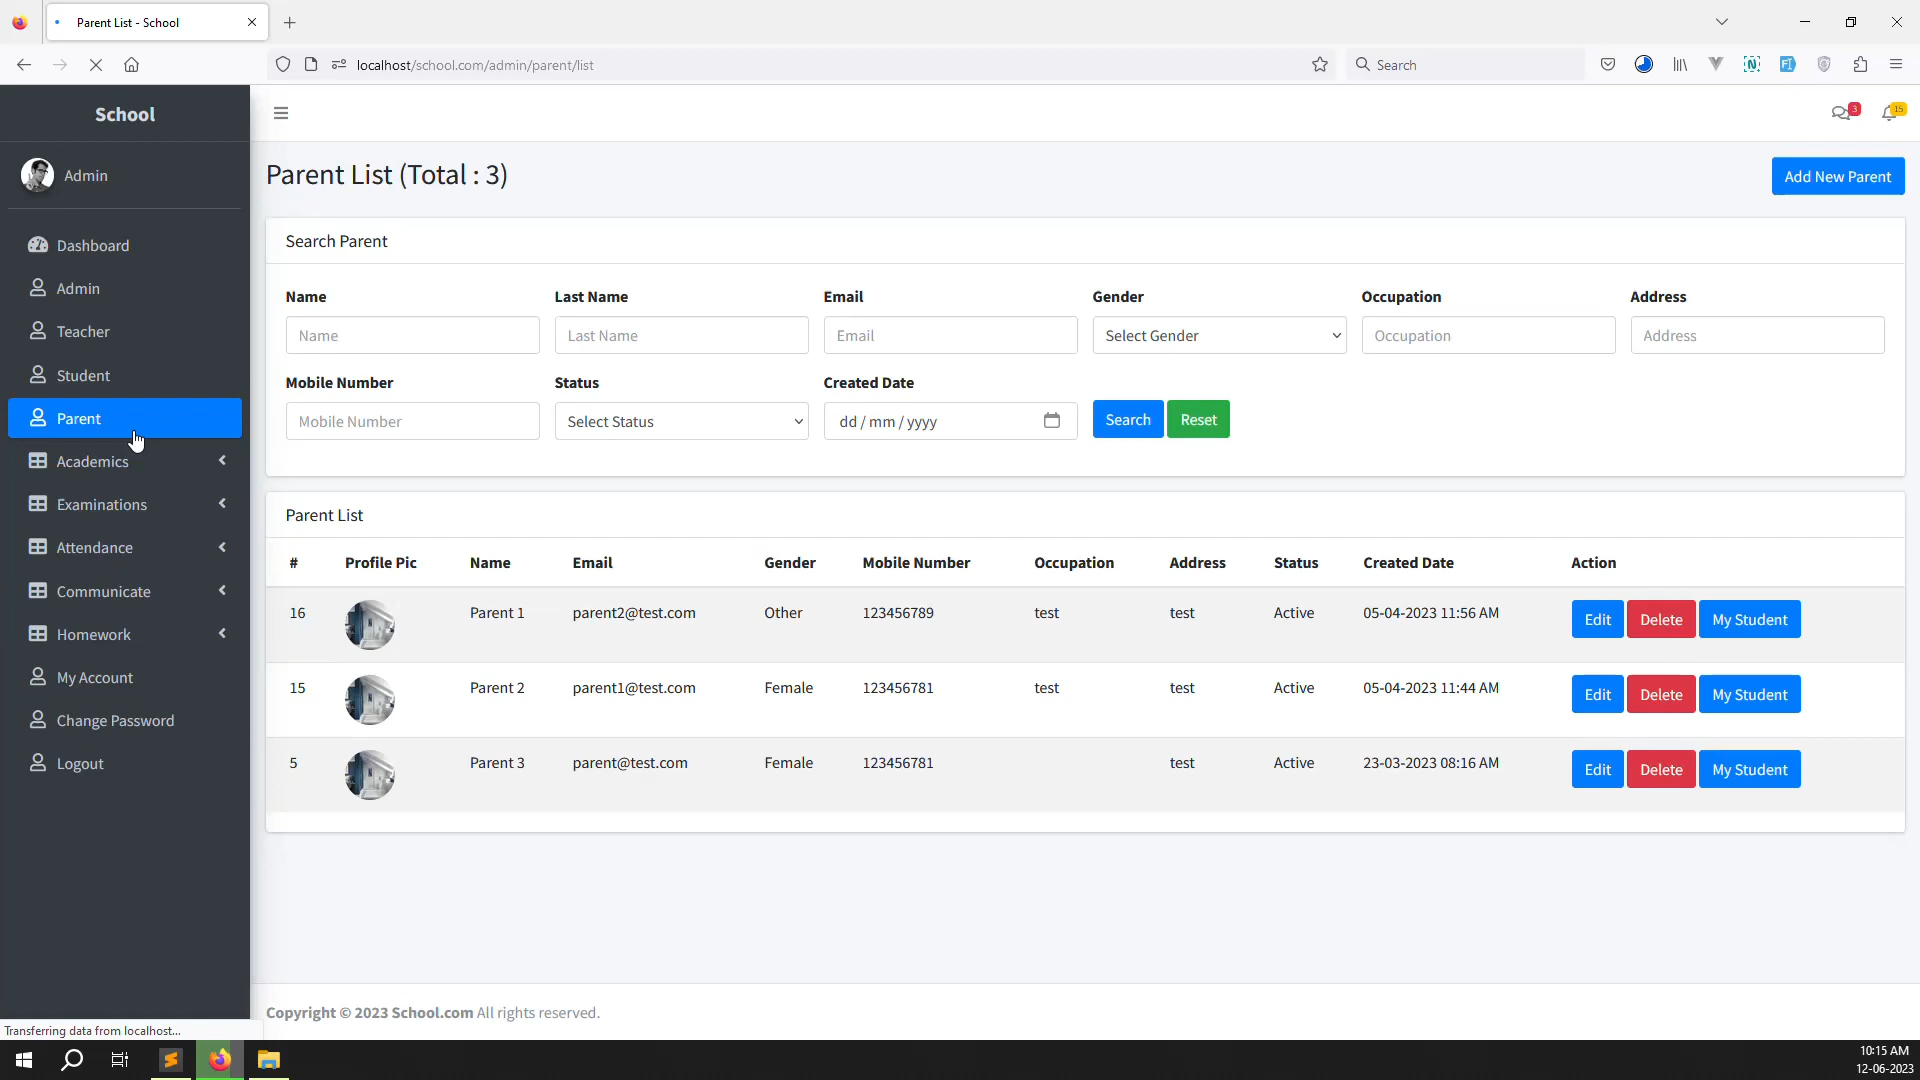 Parent List - School
localhost/school.com/admin/parent/list
Search
School
3
15
Admin
Parent List (Total : 3)
Add New Parent
Dashboard
Admin
Teacher
Student
Parent
Academics
Examinations
Attendance
Communicate
Homework
My Account
Change Password
Logout
Search Parent
Name Last Name Email Gender Occupation Address
Name Last Name Email Select Gender Occupation Address
Mobile Number Status Created Date
Mobile Number Select Status dd / mm / yyyy Search Reset
Parent List
# Profile Pic Name Email Gender Mobile Number Occupation Address Status Created Date Action
16 Parent 1 parent2@test.com Other 123456789 test test Active 05-04-2023 11:56 AM Edit Delete My Student
15 Parent 2 parent1@test.com Female 123456781 test test Active 05-04-2023 11:44 AM Edit Delete My Student
5 Parent 3 parent@test.com Female 123456781 test Active 23-03-2023 08:16 AM Edit Delete My Student
Copyright © 2023 School.com All rights reserved.
Transferring data from localhost...
10:15 AM
12-06-2023